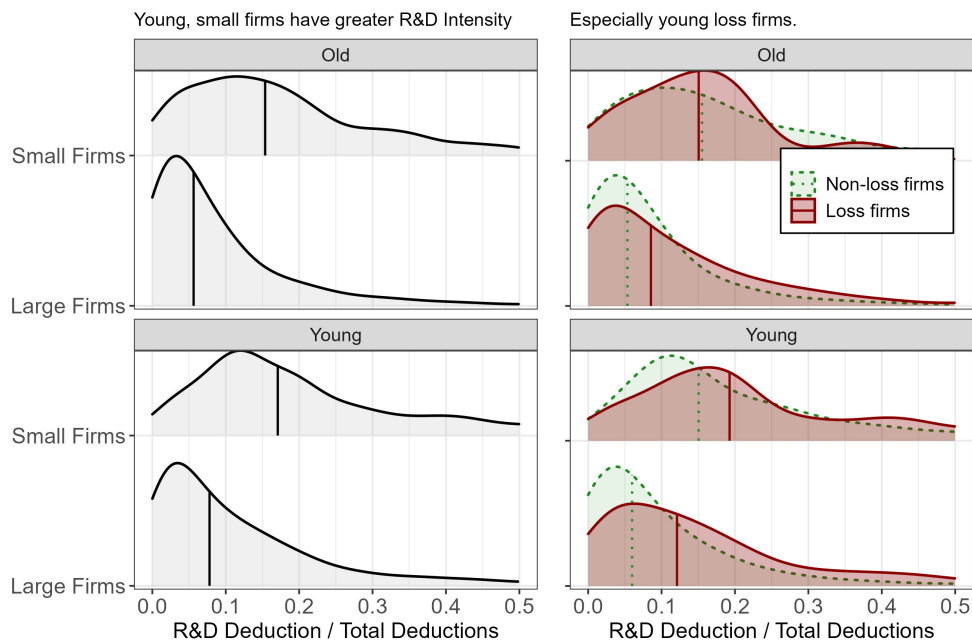 Young, small firms have greater R&D Intensity
Old
Small Firms
Large Firms
Young
Small Firms
Large Firms
0.0 0.1 0.2 0.3 0.4 0.5
R&D Deduction / Total Deductions
Especially young loss firms.
Old
Non-loss firms
Loss firms
Young
0.0 0.1 0.2 0.3 0.4 0.5
R&D Deduction / Total Deductions